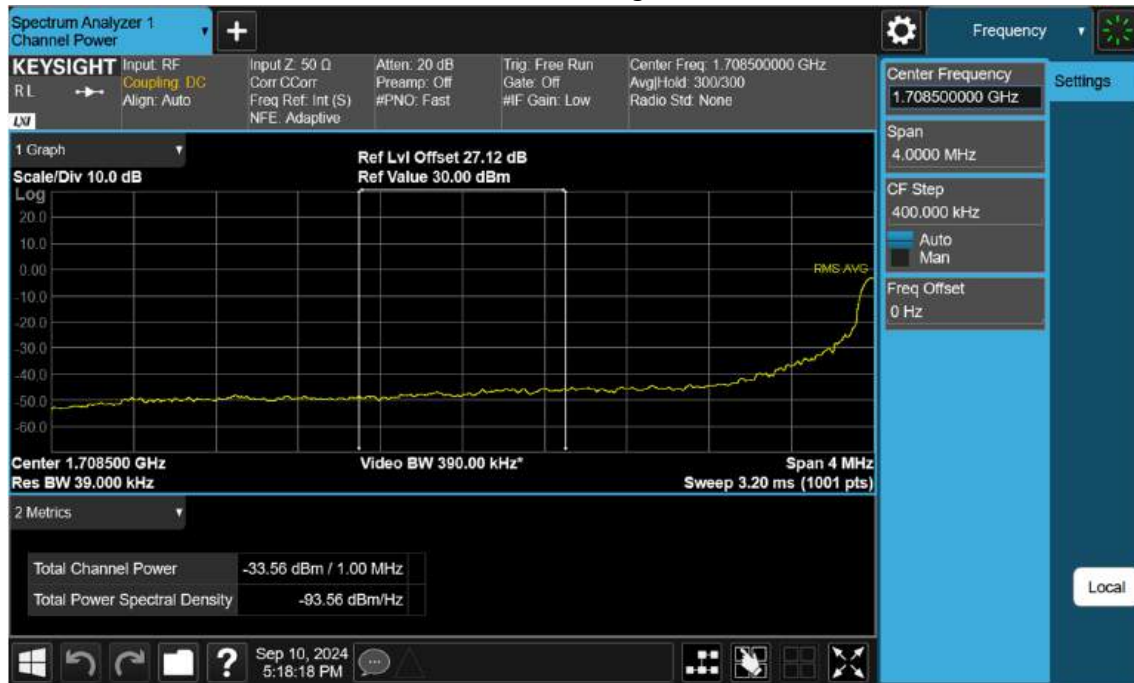 Spectrum Analyzer 1
Channel Power
+
Frequency
KEYSIGHT
RL
LXI
Input: RF
Coupling: DC
Align: Auto
Input Z: 50 Ω
Corr CCorr
Freq Ref: Int (S)
NFE: Adaptive
Atten: 20 dB
Preamp: Off
#PNO: Fast
Trig: Free Run
Gate: Off
#IF Gain: Low
Center Freq: 1.708500000 GHz
Avg|Hold: 300/300
Radio Std: None
Center Frequency
1.708500000 GHz
Settings
Span
4.0000 MHz
CF Step
400.000 kHz
Auto
Man
Freq Offset
0 Hz
Local
1 Graph
Scale/Div 10.0 dB
Ref Lvl Offset 27.12 dB
Ref Value 30.00 dBm
Log
20.0
10.0
0.00
RMS AVG
-10.0
-20.0
-30.0
-40.0
-50.0
-60.0
Center 1.708500 GHz
Video BW 390.00 kHz*
Span 4 MHz
Res BW 39.000 kHz
Sweep 3.20 ms (1001 pts)
2 Metrics
Total Channel Power -33.56 dBm / 1.00 MHz
Total Power Spectral Density -93.56 dBm/Hz
?
Sep 10, 2024
5:18:18 PM